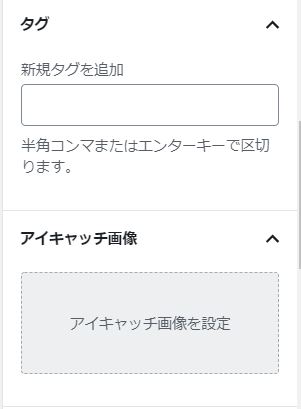 タグ
新規タグを追加
半角コンマまたはエンターキーで区切
ります。
アイキャッチ画像
アイキャッチ画像を設定